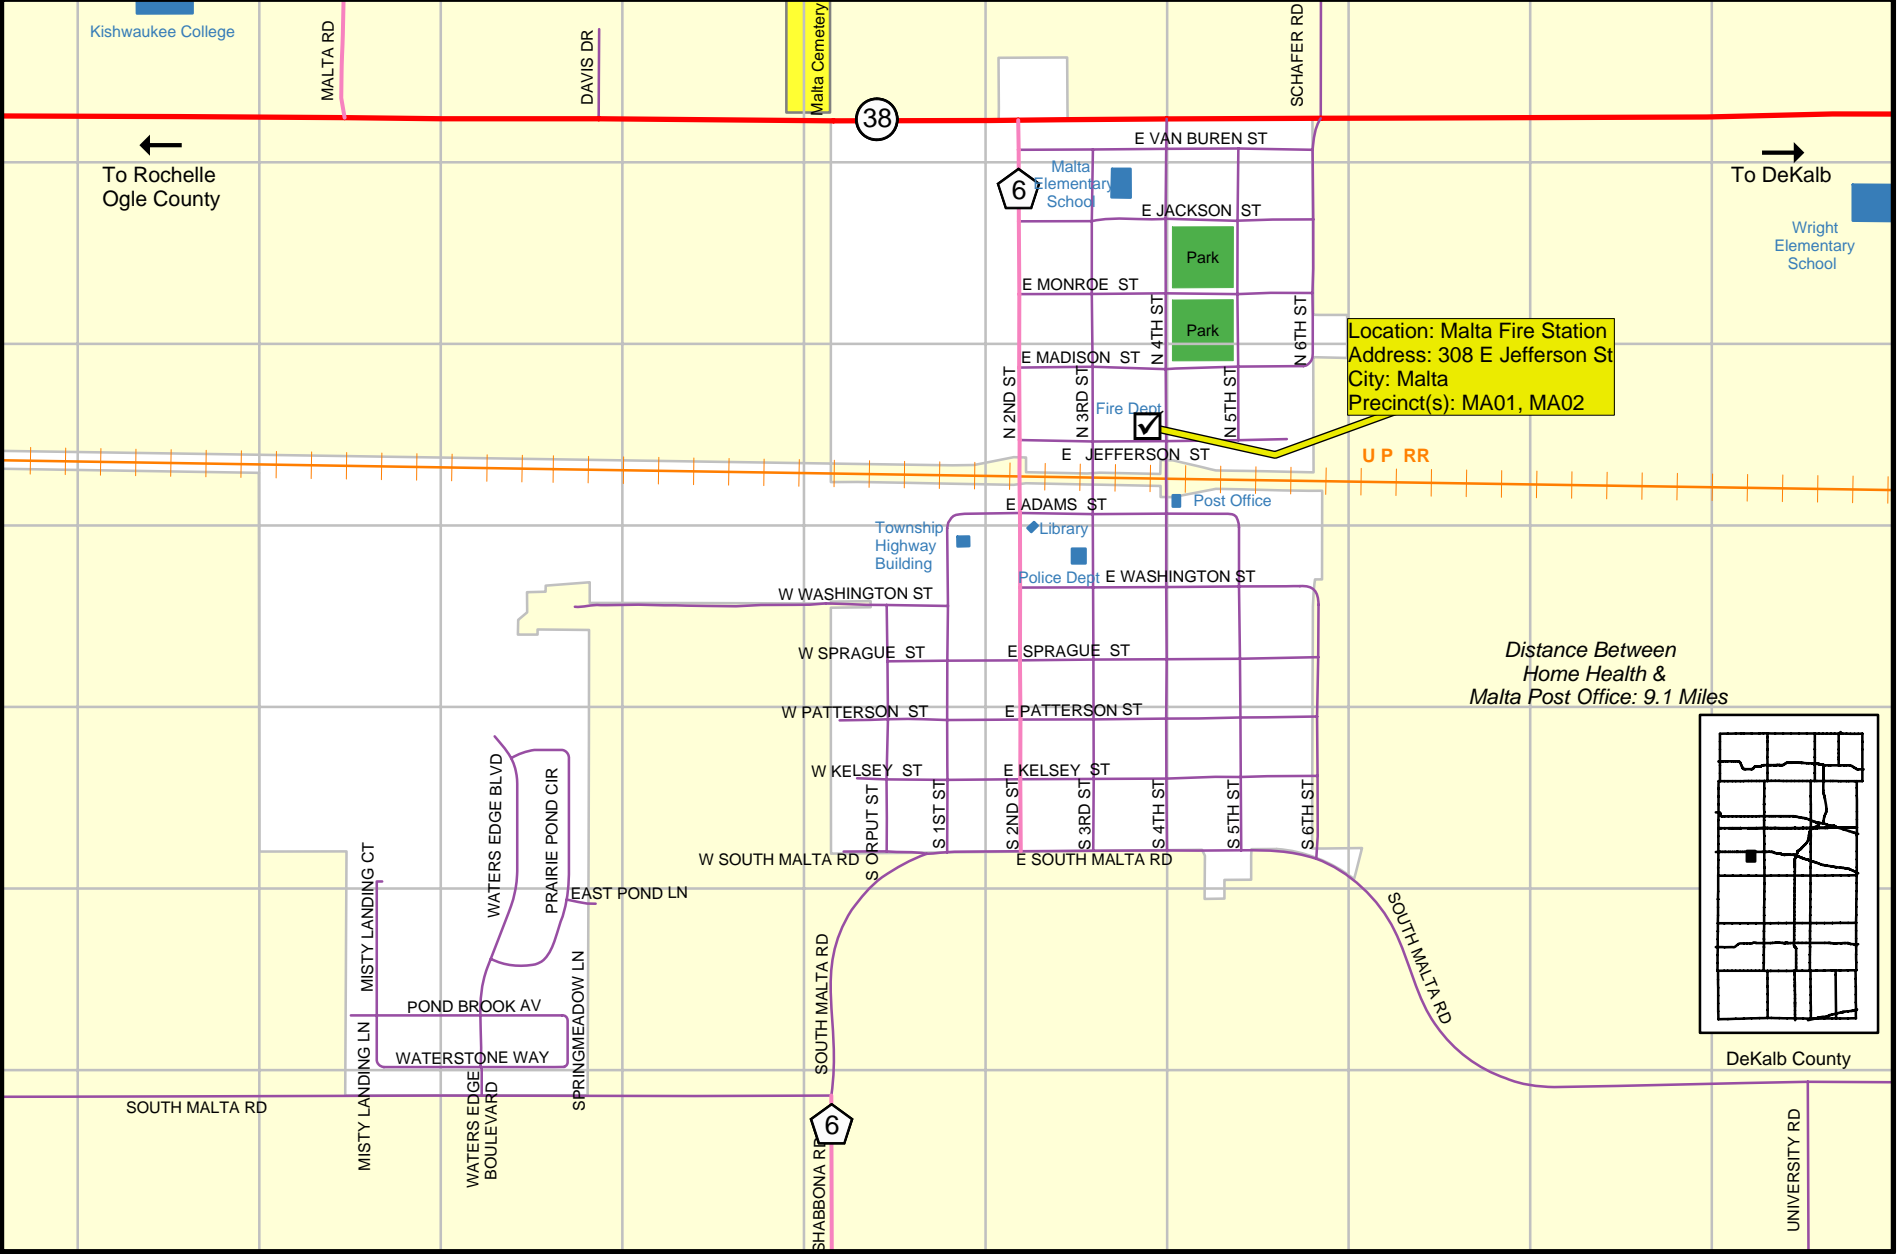 Kishwaukee College
MALTA RD
DAVIS DR
Malta Cemetery
SCHAFER RD
38
To Rochelle
Ogle County
To DeKalb
E VAN BUREN ST
Malta
Elementary
School
6
E JACKSON ST
Wright
Elementary
School
Park
E MONROE ST
Park
N 4TH ST
N 6TH ST
Location: Malta Fire Station
Address: 308 E Jefferson St
City: Malta
Precinct(s): MA01, MA02
E MADISON ST
N 2ND ST
N 3RD ST
N 5TH ST
Fire Dept
E JEFFERSON ST
U P RR
E ADAMS ST
Post Office
Township
Highway
Building
Library
Police Dept
E WASHINGTON ST
W WASHINGTON ST
W SPRAGUE ST
E SPRAGUE ST
Distance Between
Home Health &
Malta Post Office: 9.1 Miles
W PATTERSON ST
E PATTERSON ST
W KELSEY ST
E KELSEY ST
S ORPUT ST
S 1ST ST
S 2ND ST
S 3RD ST
S 4TH ST
S 5TH ST
S 6TH ST
WATERS EDGE BLVD
PRAIRIE POND CIR
W SOUTH MALTA RD
E SOUTH MALTA RD
MISTY LANDING CT
EAST POND LN
SOUTH MALTA RD
SOUTH MALTA RD
POND BROOK AV
SPRINGMEADOW LN
MISTY LANDING LN
WATERSTONE WAY
DeKalb County
SOUTH MALTA RD
WATERS EDGE
BOULEVARD
6
SHABBONA RD
UNIVERSITY RD